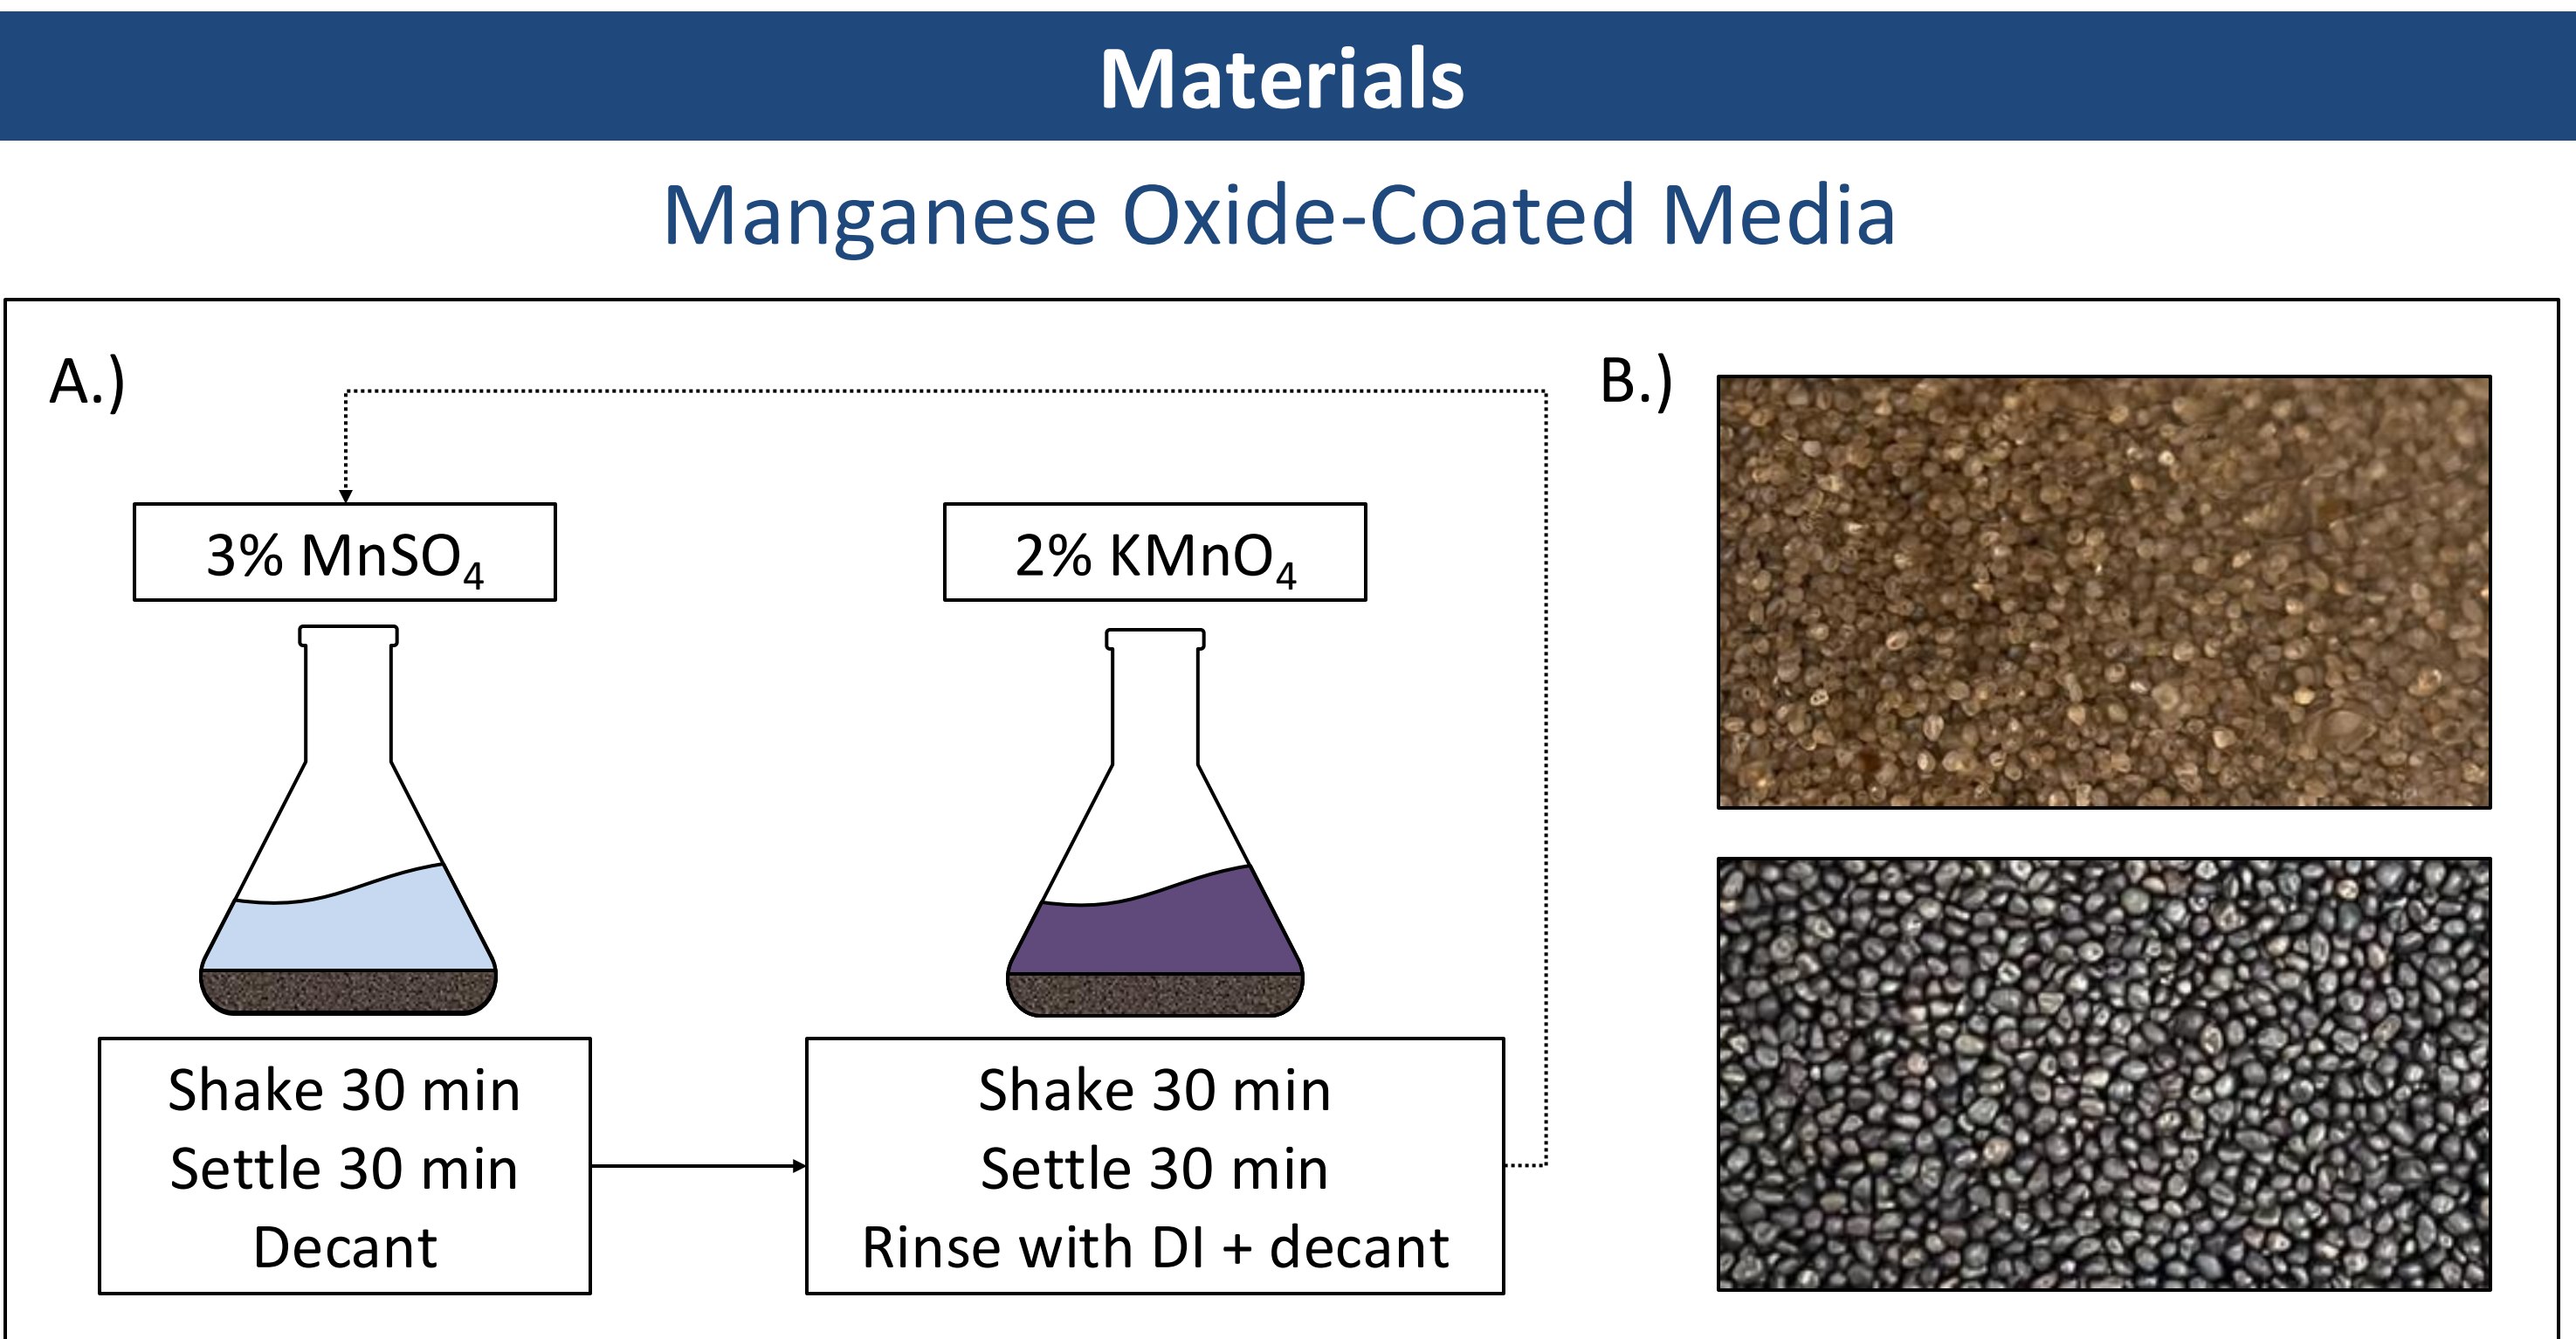 Materials
Manganese Oxide-Coated Media
A.)
B.)
3% MnSO₄
2% KMnO₄
Shake 30 min
Settle 30 min
Decant
Shake 30 min
Settle 30 min
Rinse with DI + decant